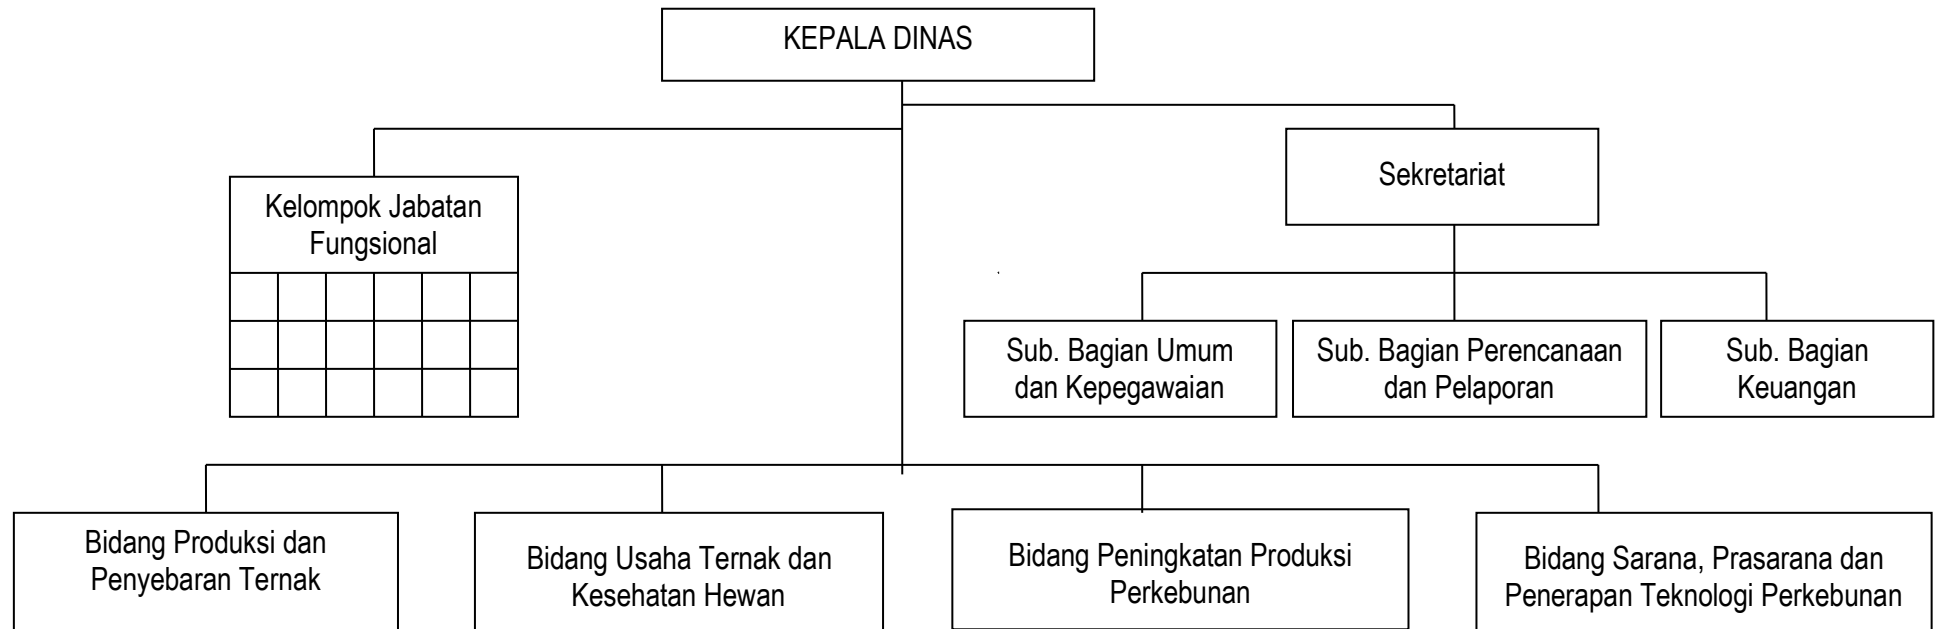 KEPALA DINAS
Sekretariat
Kelompok Jabatan
Fungsional
Sub. Bagian Umum
dan Kepegawaian
Sub. Bagian Perencanaan
dan Pelaporan
Sub. Bagian
Keuangan
Bidang Produksi dan
Penyebaran Ternak
Bidang Usaha Ternak dan
Kesehatan Hewan
Bidang Peningkatan Produksi
Perkebunan
Bidang Sarana, Prasarana dan
Penerapan Teknologi Perkebunan